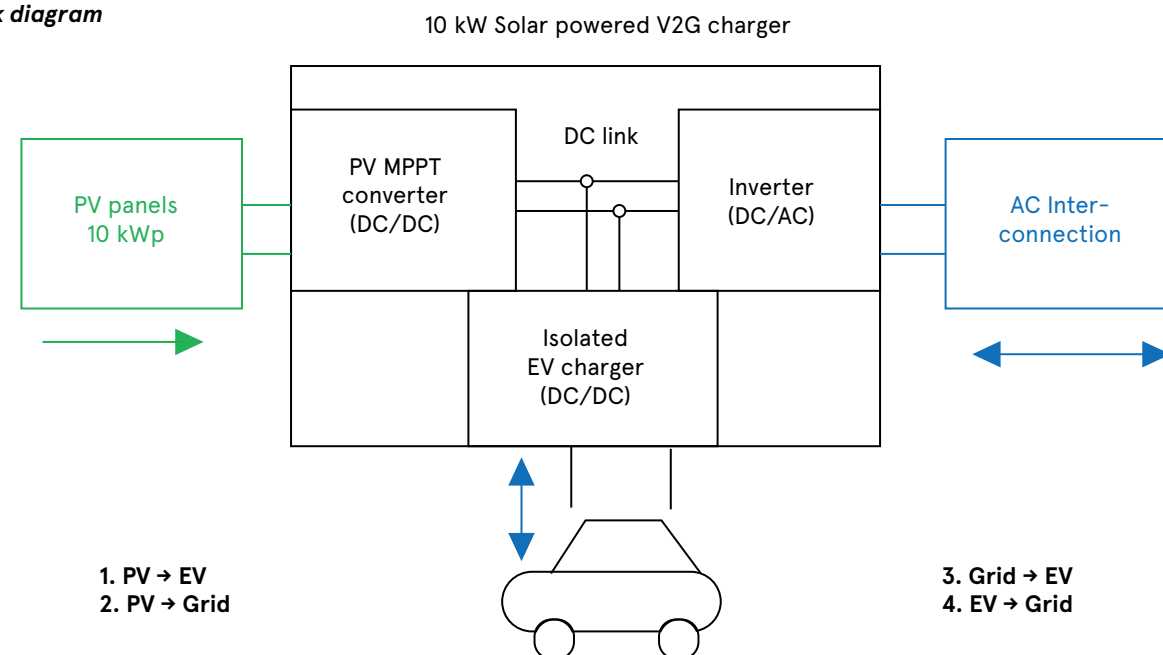 diagram
10 kW Solar powered V2G charger
DC link
PV MPPT
converter
(DC/DC)
Inverter
(DC/AC)
PV panels
10 kWp
AC Inter-
connection
Isolated
EV charger
(DC/DC)
1. PV → EV
2. PV → Grid
3. Grid → EV
4. EV → Grid